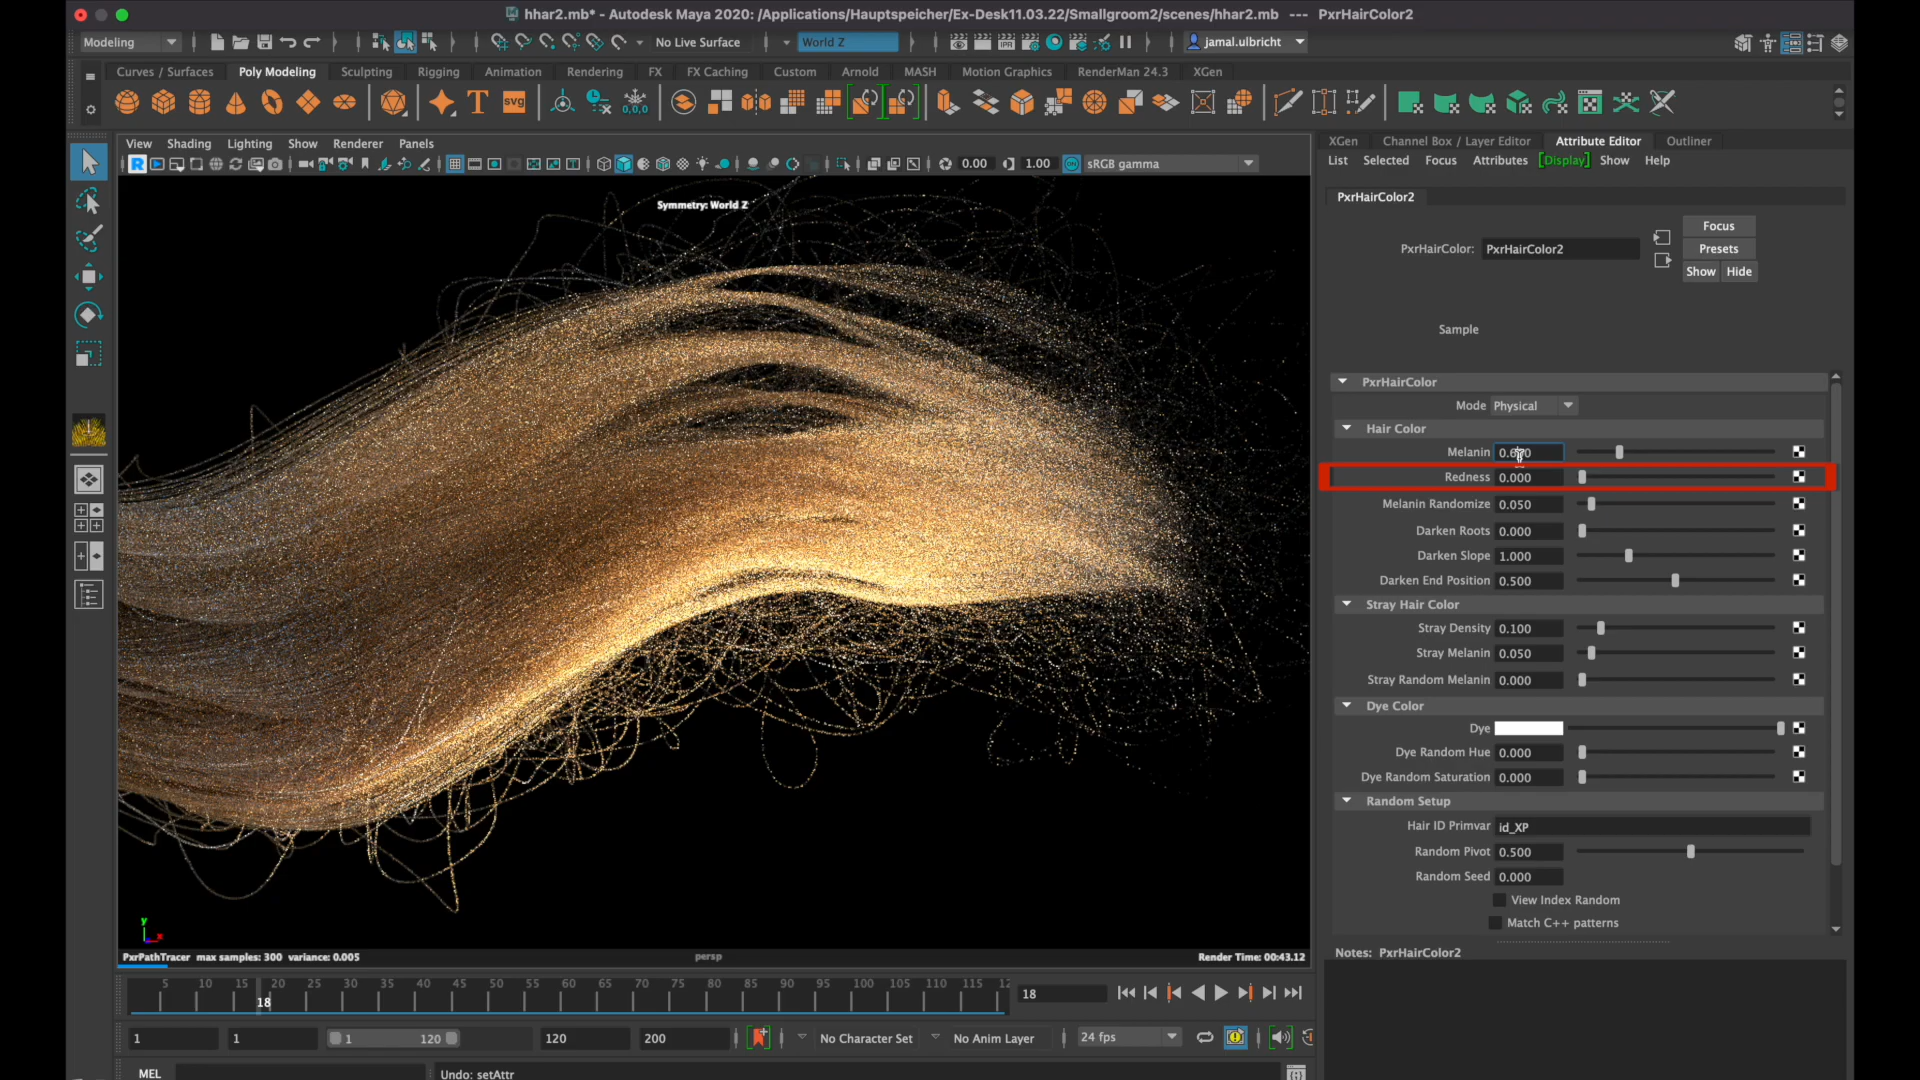 hhar2.mb* - Autodesk Maya 2020: /Applications/Hauptspeicher/Ex-Desk11.03.22/Smallgroom2/scenes/hhar2.mb --- PxrHairColor2
Modeling No Live Surface World Z jamal.ulbricht
Curves / Surfaces Poly Modeling Sculpting Rigging Animation Rendering FX FX Caching Custom Arnold MASH Motion Graphics RenderMan 24.3 XGen
T svg 0,0,0
View Shading Lighting Show Renderer Panels
R 0.00 1.00 ON sRGB gamma
Symmetry: World Z
XGen Channel Box / Layer Editor Attribute Editor Outliner
List Selected Focus Attributes [Display] Show Help
PxrHairColor2
PxrHairColor: PxrHairColor2
Focus
Presets
Show Hide
Sample
PxrHairColor
Mode Physical
Hair Color
Melanin
Redness 0.000
Melanin Randomize 0.050
Darken Roots 0.000
Darken Slope 1.000
Darken End Position 0.500
Stray Hair Color
Stray Density 0.100
Stray Melanin 0.050
Stray Random Melanin 0.000
Dye Color
Dye
Dye Random Hue 0.000
Dye Random Saturation 0.000
Random Setup
Hair ID Primvar id_XP
Random Pivot 0.500
Random Seed 0.000
View Index Random
Match C++ patterns
Notes: PxrHairColor2
y
x
PxrPathTracer max samples: 300 variance: 0.005 persp Render Time: 00:43.12
5 10 15 20 25 30 35 40 45 50 55 60 65 70 75 80 85 90 95 100 105 110 115 12
18 18
1 1 1 120 120 200 No Character Set No Anim Layer 24 fps
MEL Undo: setAttr